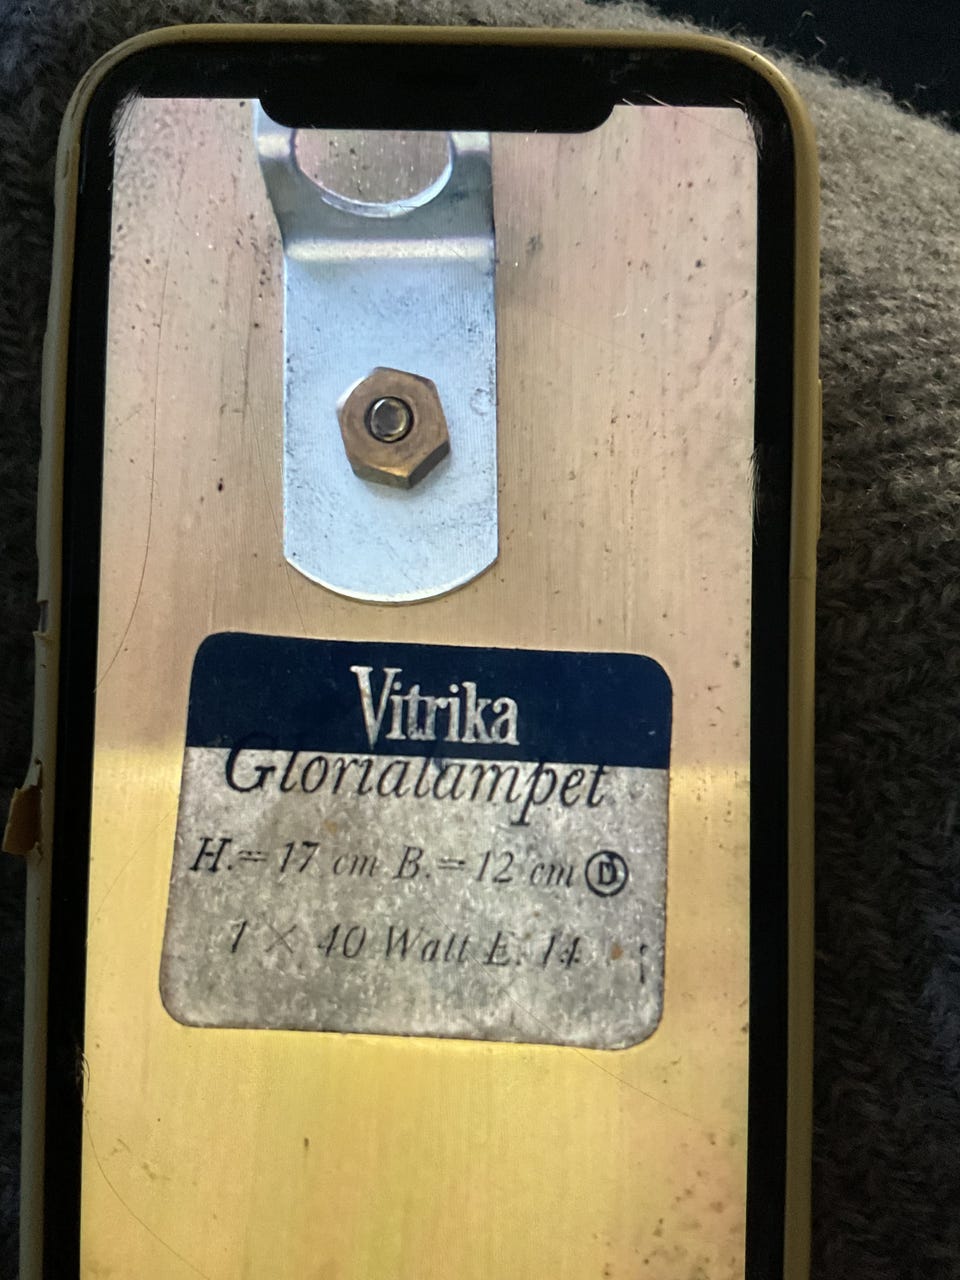 Vitrika
Glorialampet
H.= 17 cm B.= 12 cm Ⓓ
1 × 40 Watt E. 14